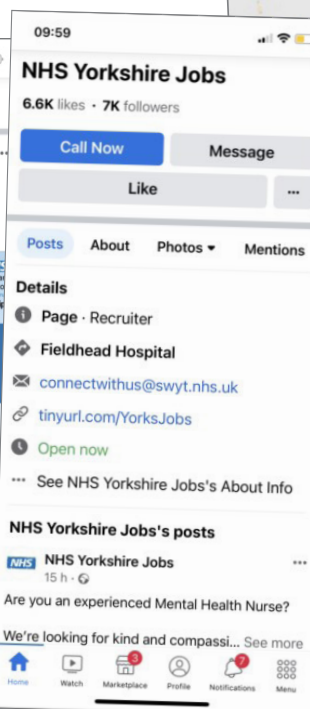 09:59
NHS Yorkshire Jobs
6.6K likes · 7K followers
Call Now
Message
Like
...
Posts About Photos Mentions
Details
Page · Recruiter
Fieldhead Hospital
connectwithus@swyt.nhs.uk
tinyurl.com/YorksJobs
Open now
... See NHS Yorkshire Jobs's About Info
NHS Yorkshire Jobs's posts
NHS NHS Yorkshire Jobs ...
15 h ·
Are you an experienced Mental Health Nurse?
We're looking for kind and compassi... See more
3 7
Home Watch Marketplace Profile Notifications Menu